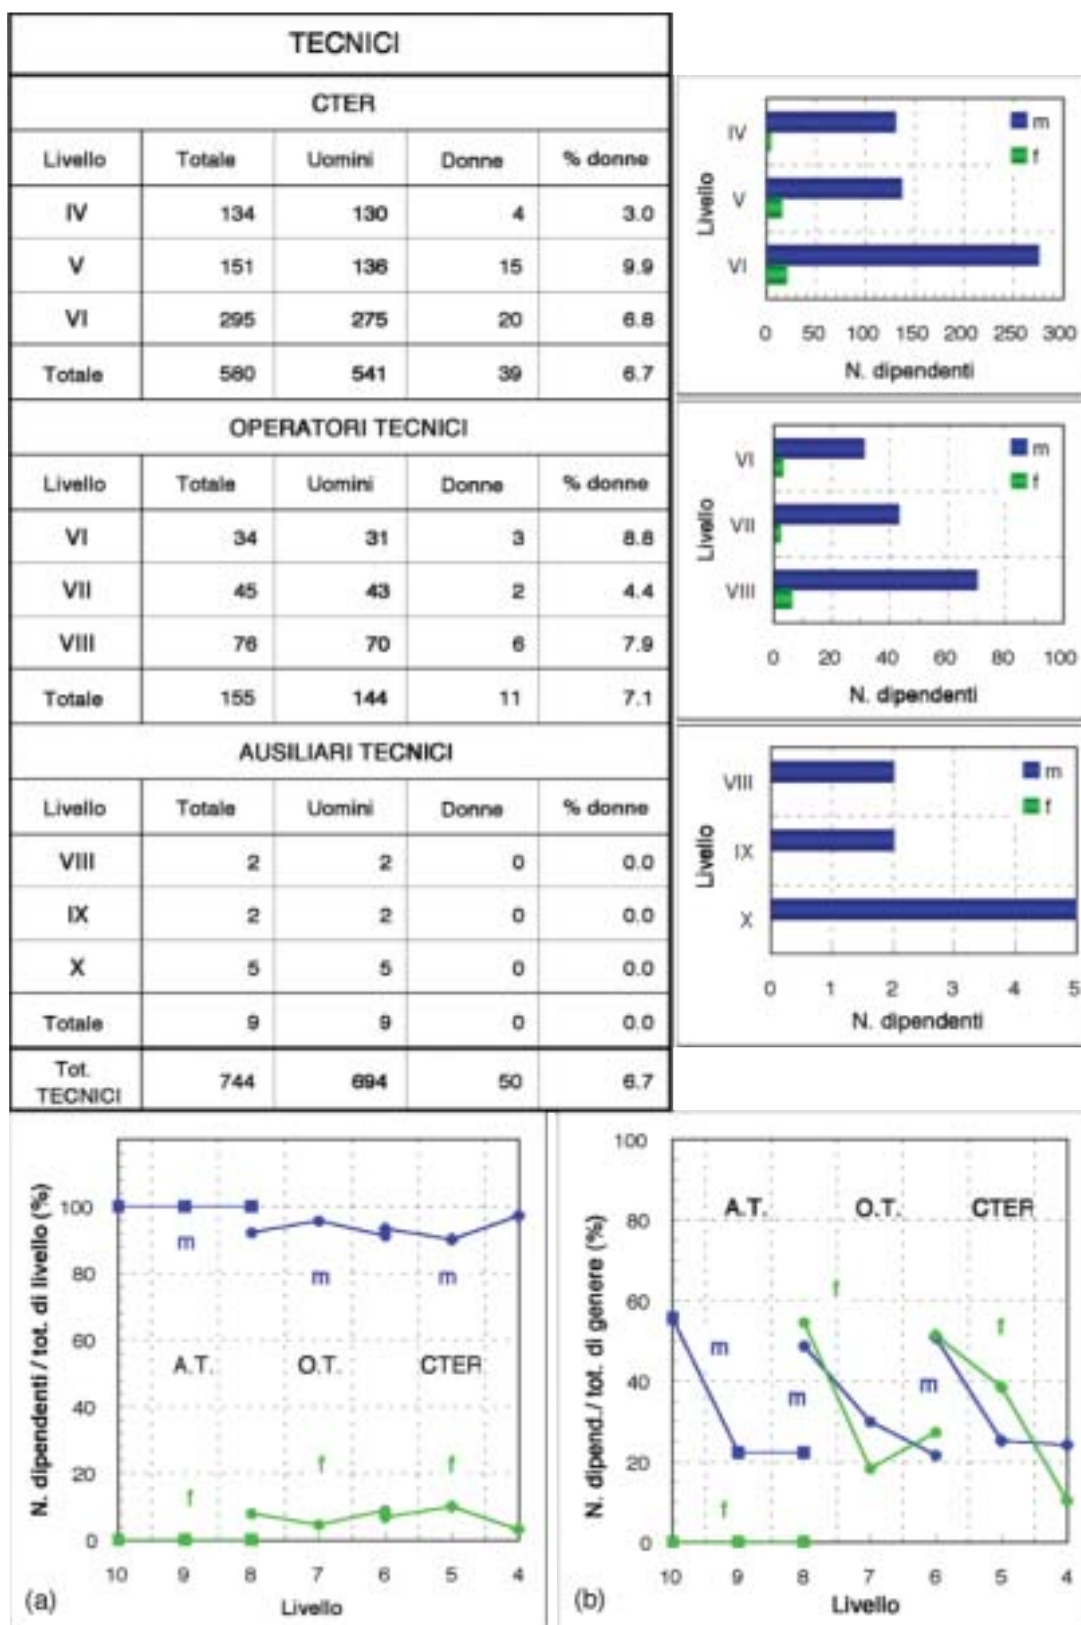 TECNICI
CTER
Livello Totale Uomini Donne % donne
IV 134 130 4 3.0
V 151 136 15 9.9
VI 295 275 20 6.8
Totale 580 541 39 6.7
OPERATORI TECNICI
Livello Totale Uomini Donne % donne
VI 34 31 3 8.8
VII 45 43 2 4.4
VIII 76 70 6 7.9
Totale 155 144 11 7.1
AUSILIARI TECNICI
Livello Totale Uomini Donne % donne
VIII 2 2 0 0.0
IX 2 2 0 0.0
X 5 5 0 0.0
Totale 9 9 0 0.0
Tot.
TECNICI 744 694 50 6.7
Livello
IV
V
VI
m
f
0 50 100 150 200 250 300
N. dipendenti
Livello
VI
VII
VIII
m
f
0 20 40 60 80 100
N. dipendenti
Livello
VIII
IX
X
m
f
0 1 2 3 4 5
N. dipendenti
N. dipendenti / tot. di livello (%)
100
80
60
40
20
0
m
m
m
A.T. O.T. CTER
f
f
f
10 9 8 7 6 5 4
Livello
(a)
N. dipend./ tot. di genere (%)
100
80
60
40
20
0
A.T. O.T. CTER
f
f
m
m
m
f
10 9 8 7 6 5 4
Livello
(b)